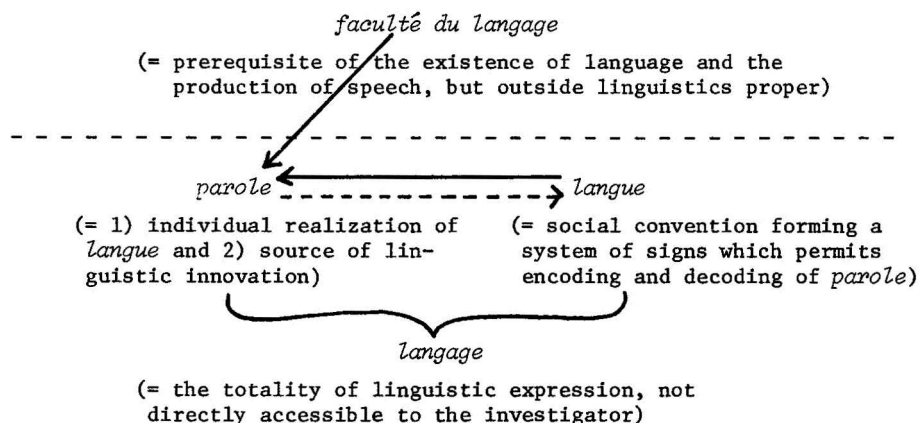 faculté du langage
(= prerequisite of the existence of language and the
production of speech, but outside linguistics proper)
parole
langue
(= 1) individual realization of
langue and 2) source of lin-
guistic innovation)
(= social convention forming a
system of signs which permits
encoding and decoding of parole)
langage
(= the totality of linguistic expression, not
directly accessible to the investigator)